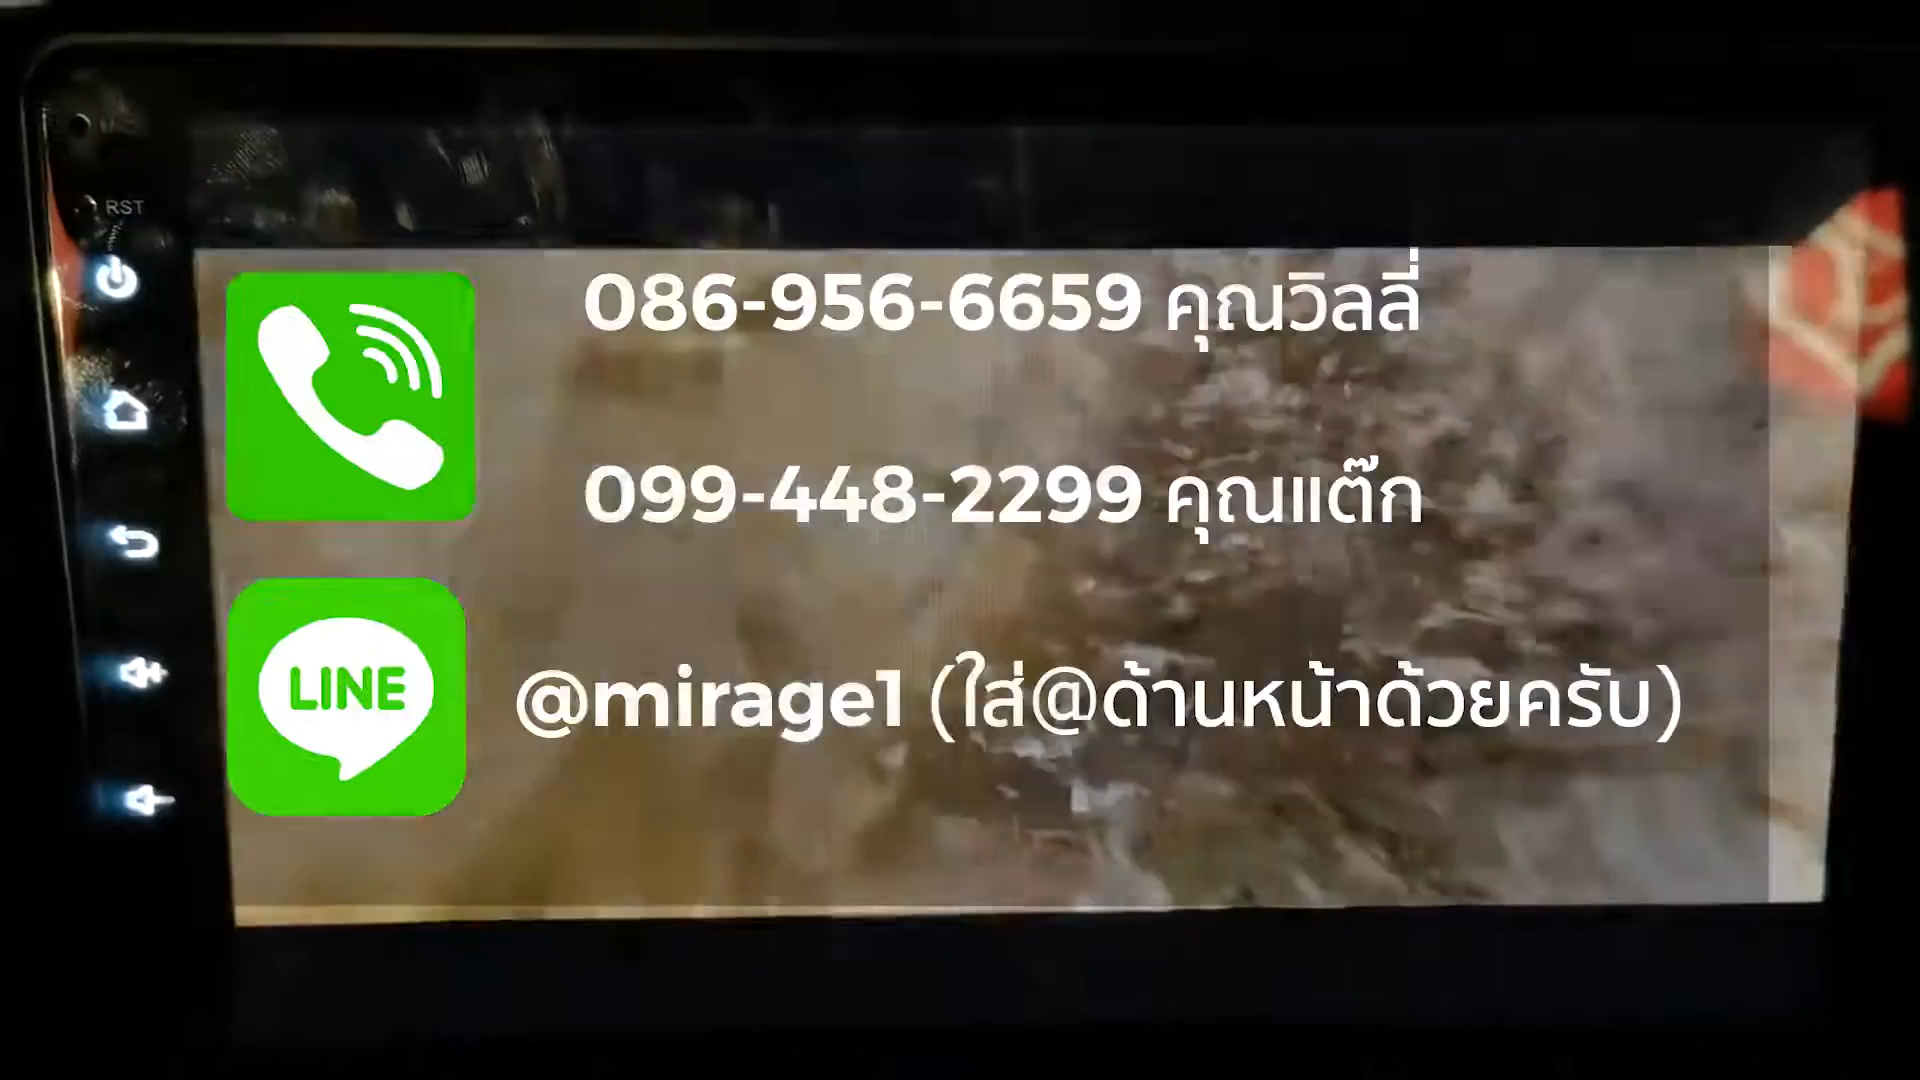 RST
086-956-6659 คุณวิลลี่
099-448-2299 คุณแต๊ก
LINE
@mirage1 (ใส่@ด้านหน้าด้วยครับ)